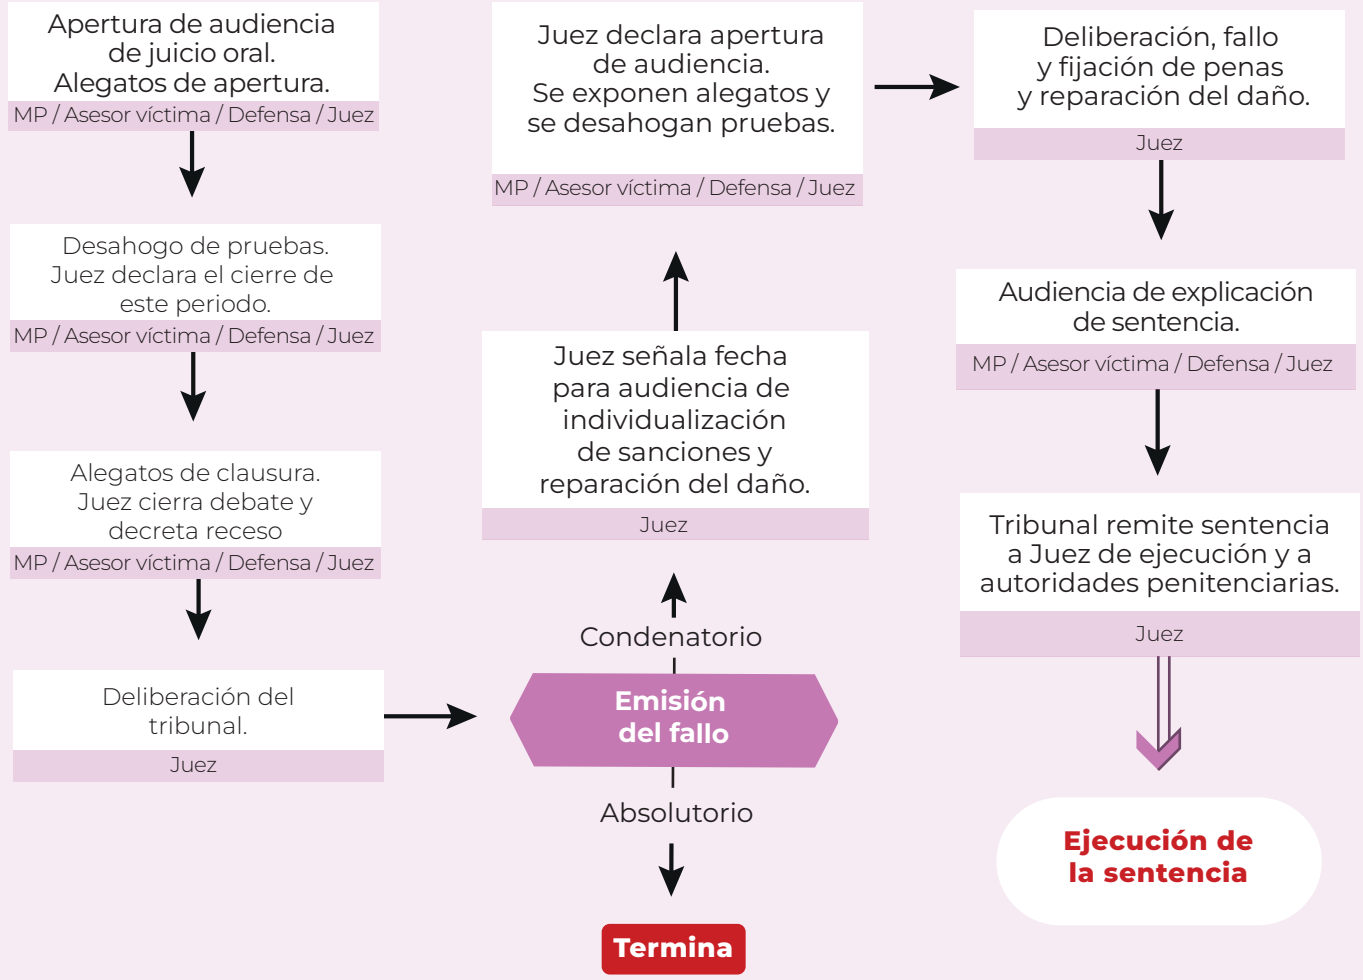 Apertura de audiencia
de juicio oral.
Alegatos de apertura.
MP / Asesor víctima / Defensa / Juez
Desahogo de pruebas.
Juez declara el cierre de
este periodo.
MP / Asesor víctima / Defensa / Juez
Alegatos de clausura.
Juez cierra debate y
decreta receso
MP / Asesor víctima / Defensa / Juez
Deliberación del
tribunal.
Juez
Emisión
del fallo
Absolutorio
Termina
Condenatorio
Juez señala fecha
para audiencia de
individualización
de sanciones y
reparación del daño.
Juez
Juez declara apertura
de audiencia.
Se exponen alegatos y
se desahogan pruebas.
MP / Asesor víctima / Defensa / Juez
Deliberación, fallo
y fijación de penas
y reparación del daño.
Juez
Audiencia de explicación
de sentencia.
MP / Asesor víctima / Defensa / Juez
Tribunal remite sentencia
a Juez de ejecución y a
autoridades penitenciarias.
Juez
Ejecución de
la sentencia